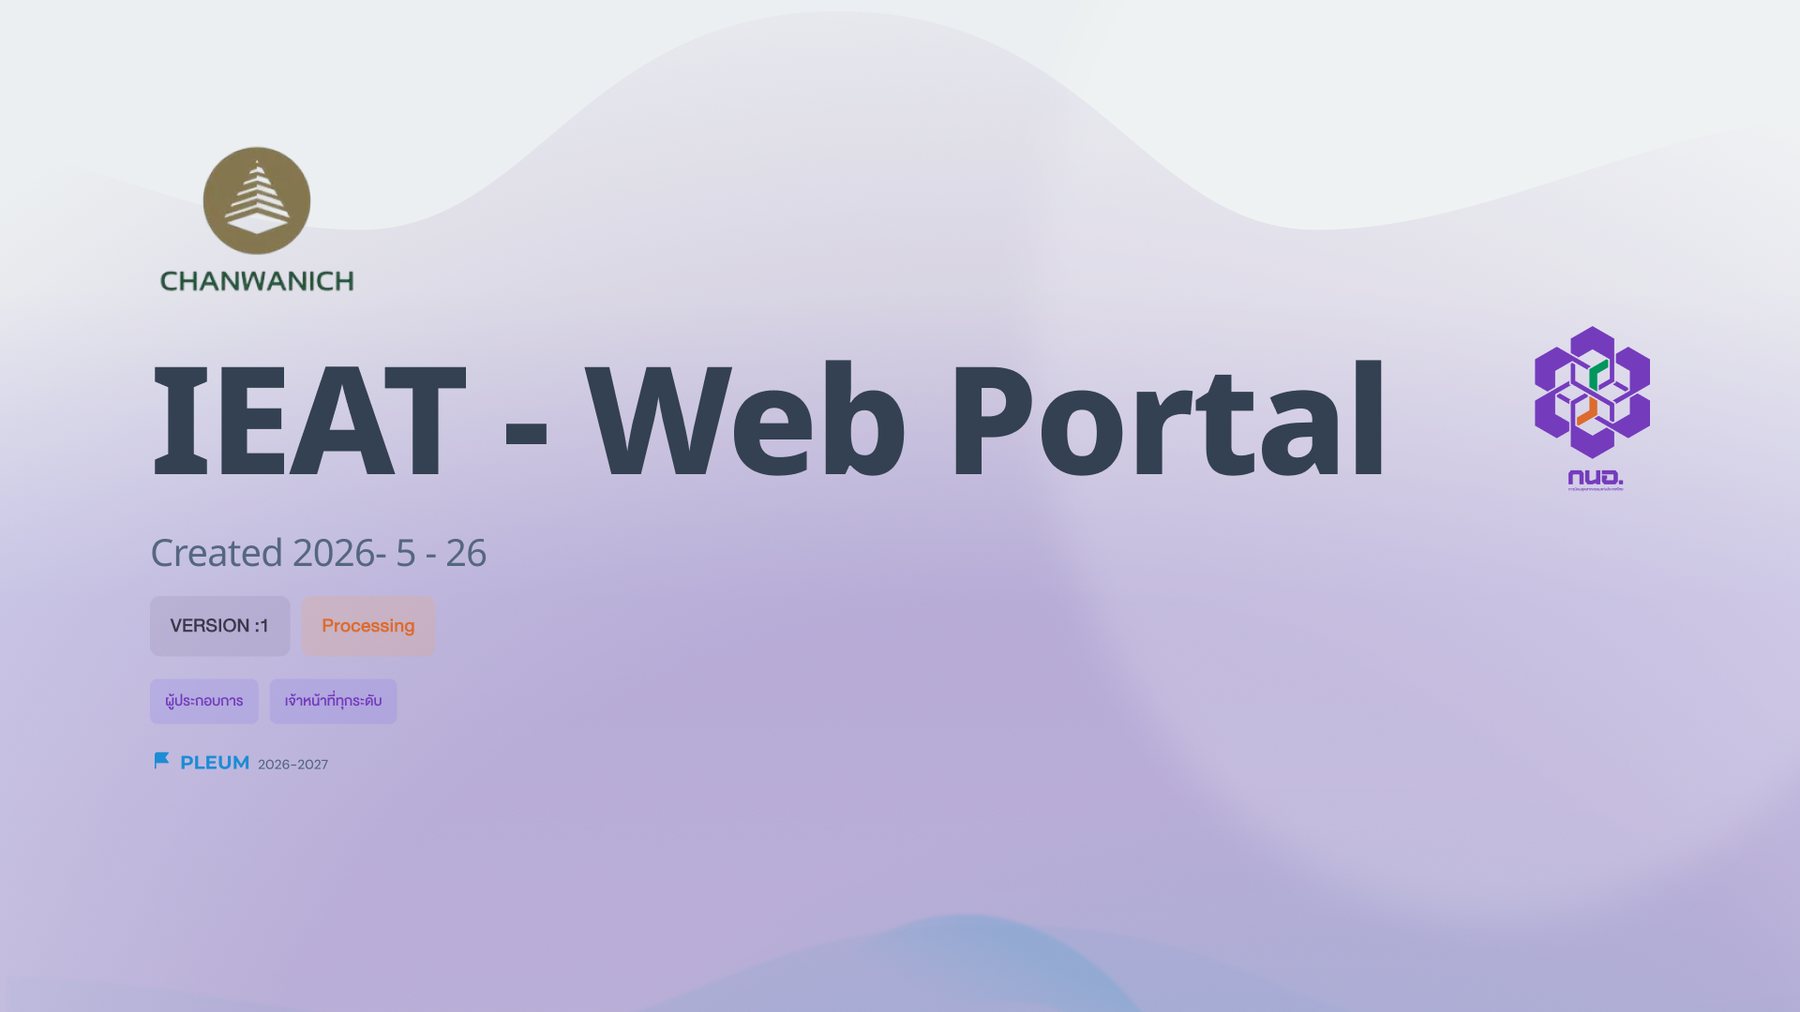 CHANWANICH
IEAT - Web Portal
กนอ.
Created 2026- 5 - 26
VERSION :1
Processing
ผู้ประกอบการ
เจ้าหน้าที่ทุกระดับ
PLEUM 2026-2027